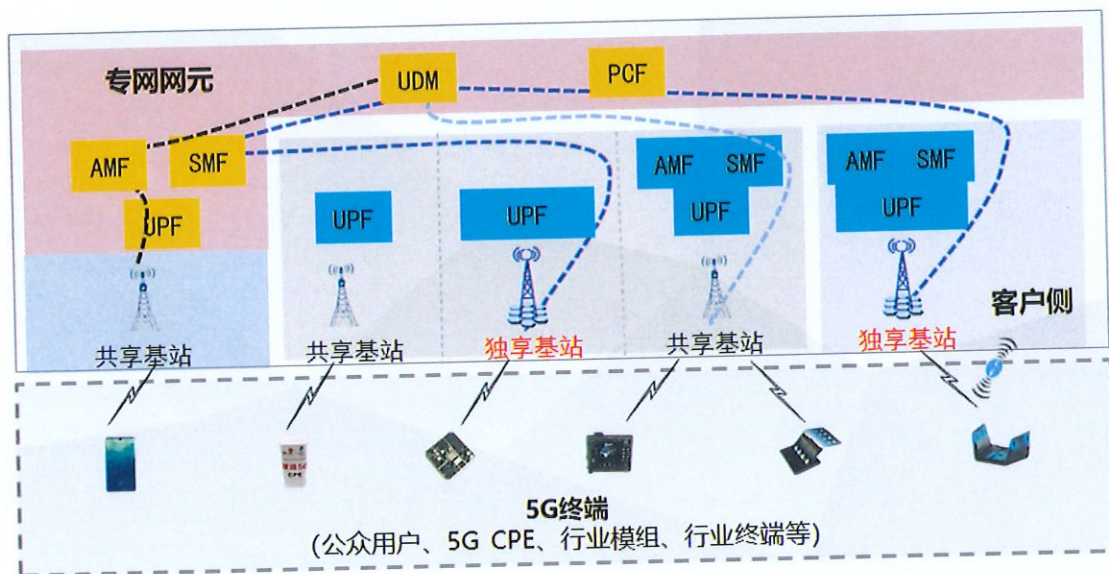 专网网元
UDM
PCF
AMF
SMF
UPF
UPF
UPF
AMF SMF
UPF
AMF SMF
UPF
客户侧
共享基站
共享基站
独享基站
共享基站
独享基站
CPE
5G终端
(公众用户、5G CPE、行业模组、行业终端等)